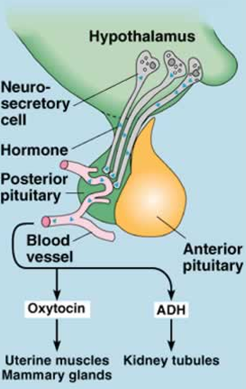 Hypothalamus
Neuro-
secretory
cell
Hormone
Posterior
pituitary
Blood
vessel
Anterior
pituitary
Oxytocin
ADH
Uterine muscles
Mammary glands
Kidney tubules